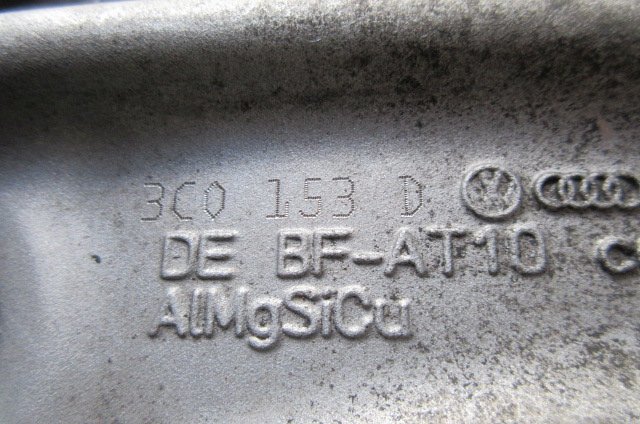 3C0 153 D
DE BF-AT10 c
AlMgSiCu